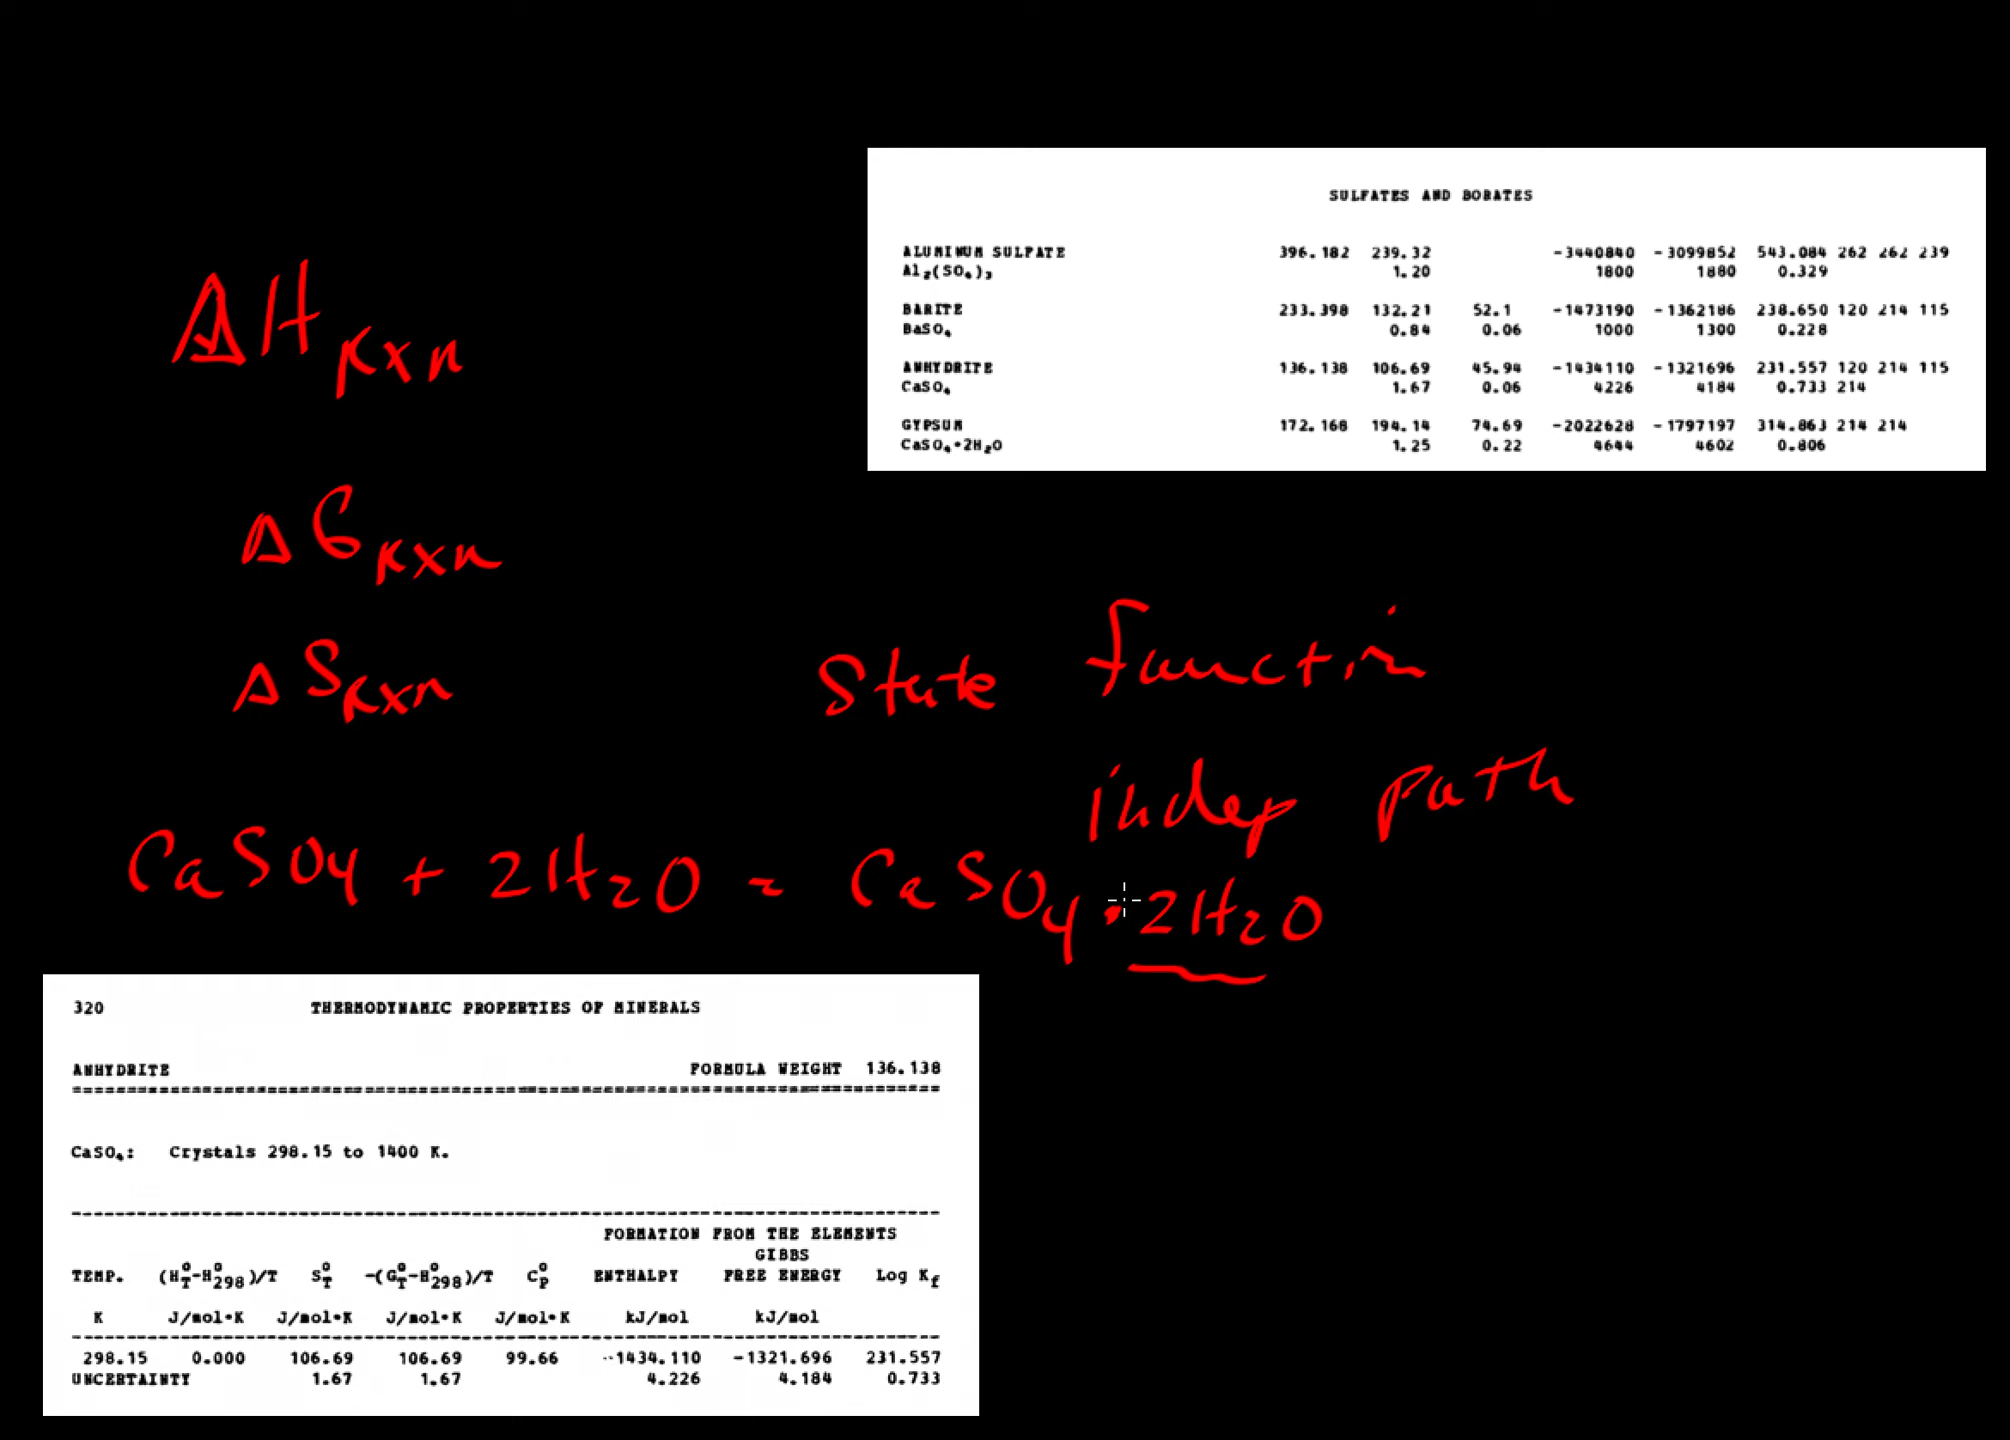 SULFATES AND BORATES
ALUMINUM SULFATE 396.182 239.32 -3440840 -3099852 543.084 262 262 239
Al₂(SO₄)₃ 1.20 1800 1880 0.329
BARITE 233.398 132.21 52.1 -1473190 -1362186 238.650 120 214 115
BaSO₄ 0.84 0.06 1000 1300 0.228
ANHYDRITE 136.138 106.69 45.94 -1434110 -1321696 231.557 120 214 115
CaSO₄ 1.67 0.06 4226 4184 0.733 214
GYPSUM 172.168 194.14 74.69 -2022628 -1797197 314.863 214 214
CaSO₄·2H₂O 1.25 0.22 4644 4602 0.806
ΔH Rxn
ΔG Rxn
ΔS Rxn
State function
indep path
CaSO4 + 2H2O = CaSO4 · 2H2O
320 THERMODYNAMIC PROPERTIES OF MINERALS
ANHYDRITE FORMULA WEIGHT 136.138
CaSO₄: Crystals 298.15 to 1400 K.
FORMATION FROM THE ELEMENTS
GIBBS
TEMP. (H°T-H°298)/T S°T -(G°T-H°298)/T C°P ENTHALPY FREE ENERGY Log Kf
K J/mol·K J/mol·K J/mol·K J/mol·K kJ/mol kJ/mol
298.15 0.000 106.69 106.69 99.66 -1434.110 -1321.696 231.557
UNCERTAINTY 1.67 1.67 4.226 4.184 0.733